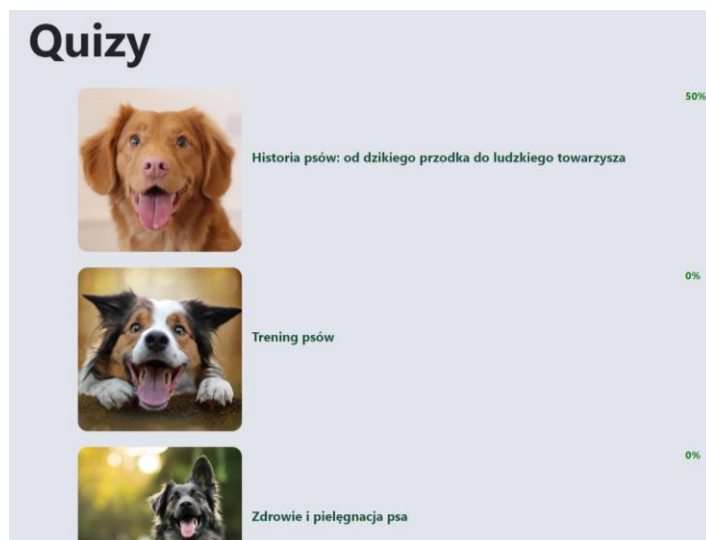 Quizy
50%
Historia psów: od dzikiego przodka do ludzkiego towarzysza
0%
Trening psów
0%
Zdrowie i pielęgnacja psa